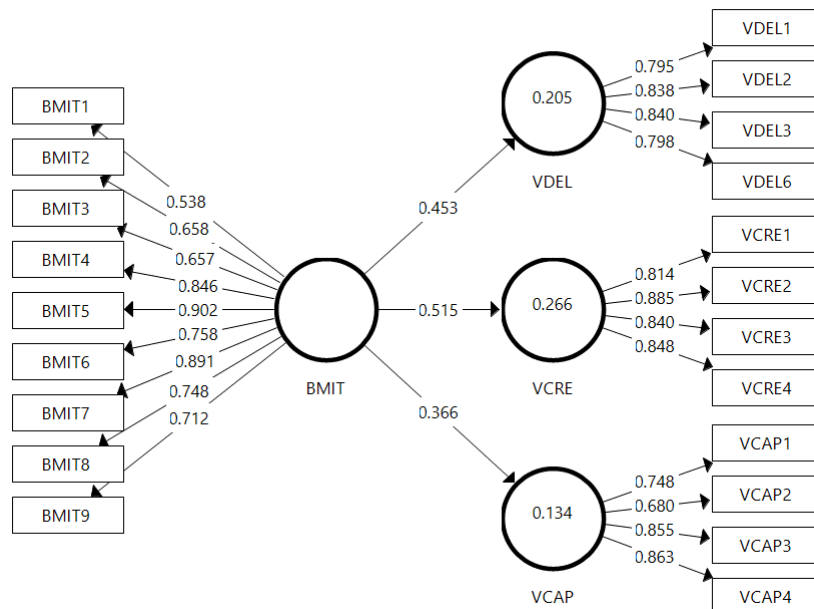 BMIT1
BMIT2
BMIT3
BMIT4
BMIT5
BMIT6
BMIT7
BMIT8
BMIT9
0.538
0.658
0.657
0.846
0.902
0.758
0.891
0.748
0.712
BMIT
0.453
0.515
0.366
0.205
VDEL
0.266
VCRE
0.134
VCAP
0.795
0.838
0.840
0.798
VDEL1
VDEL2
VDEL3
VDEL6
0.814
0.885
0.840
0.848
VCRE1
VCRE2
VCRE3
VCRE4
0.748
0.680
0.855
0.863
VCAP1
VCAP2
VCAP3
VCAP4